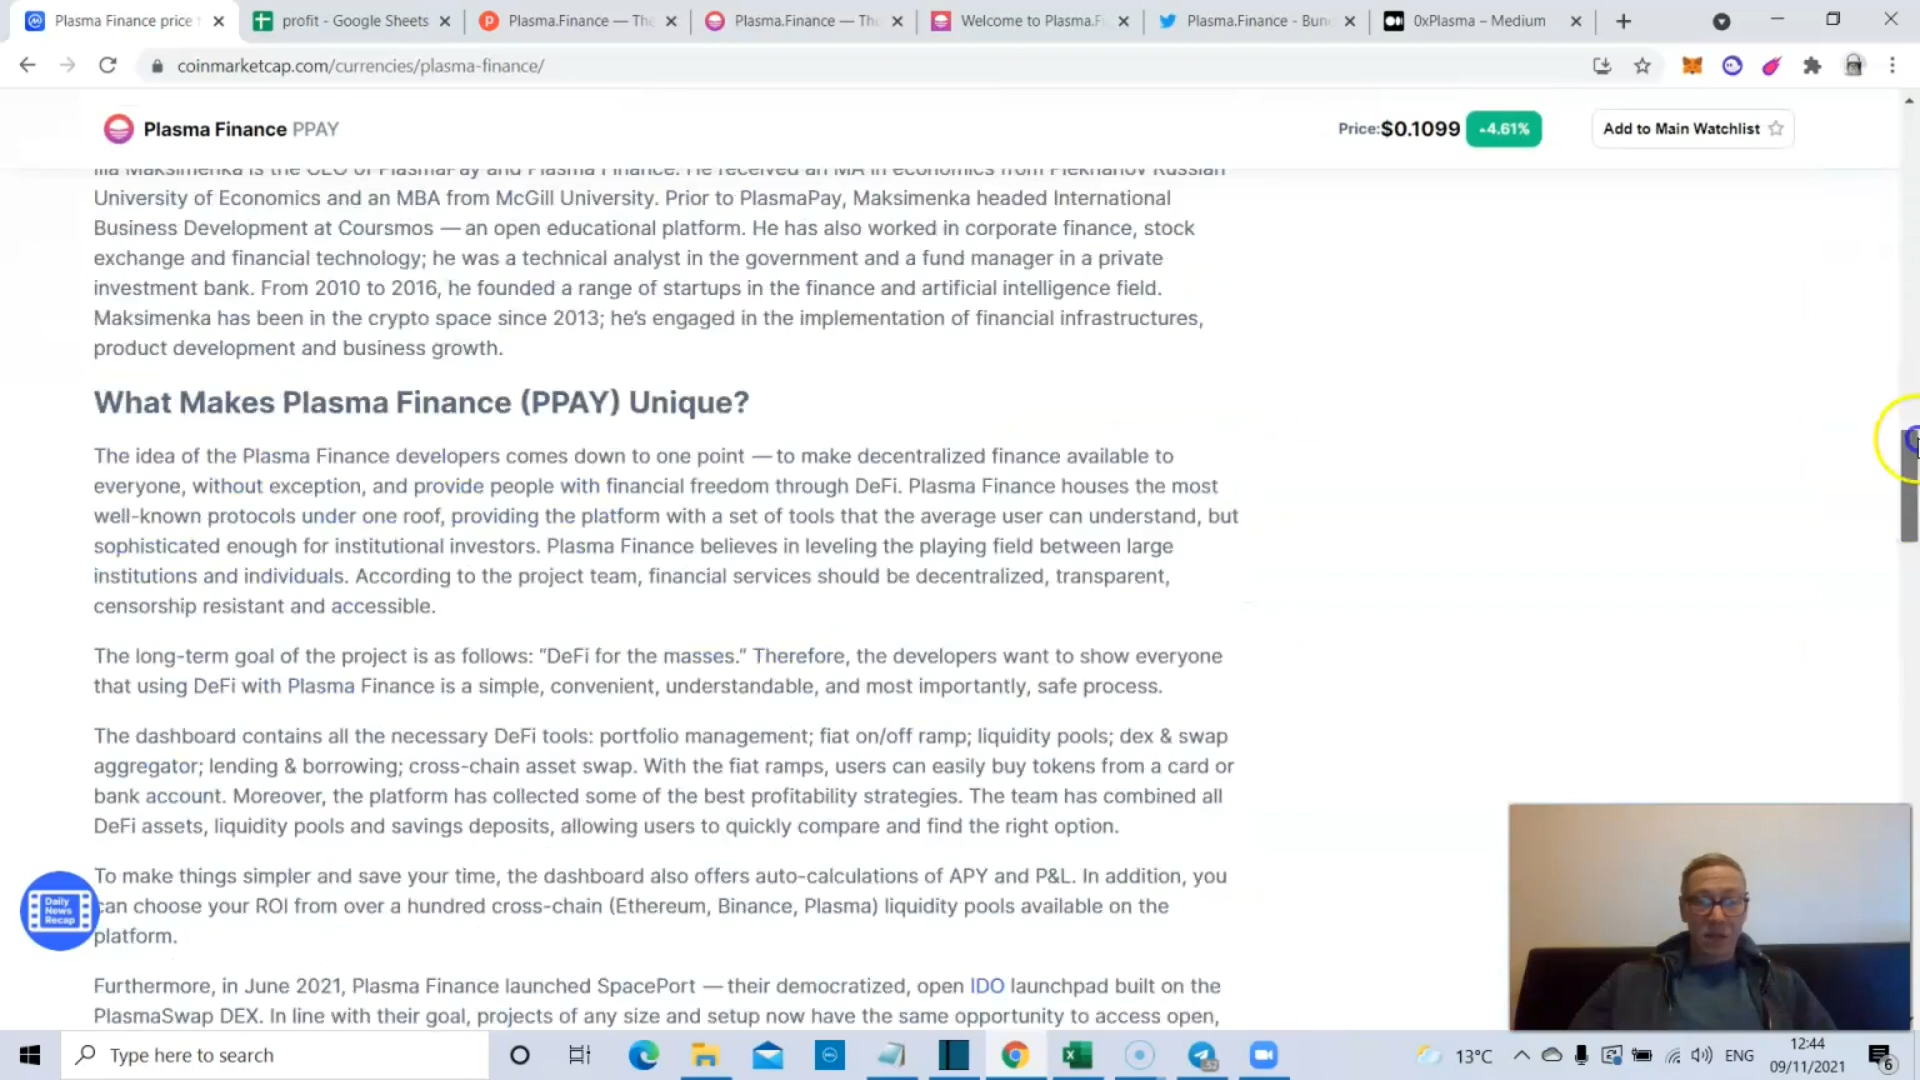 Plasma Finance price
profit - Google Sheets
Plasma.Finance — The
Plasma.Finance — Th
Welcome to Plasma.F
Plasma.Finance - Bun
0xPlasma – Medium
coinmarketcap.com/currencies/plasma-finance/
Plasma Finance PPAY
Price:$0.1099
4.61%
Add to Main Watchlist
Illia Maksimenka is the CEO of PlasmaPay and Plasma Finance. He received an MA in economics from Plekhanov Russian
University of Economics and an MBA from McGill University. Prior to PlasmaPay, Maksimenka headed International
Business Development at Coursmos — an open educational platform. He has also worked in corporate finance, stock
exchange and financial technology; he was a technical analyst in the government and a fund manager in a private
investment bank. From 2010 to 2016, he founded a range of startups in the finance and artificial intelligence field.
Maksimenka has been in the crypto space since 2013; he's engaged in the implementation of financial infrastructures,
product development and business growth.
What Makes Plasma Finance (PPAY) Unique?
The idea of the Plasma Finance developers comes down to one point — to make decentralized finance available to
everyone, without exception, and provide people with financial freedom through DeFi. Plasma Finance houses the most
well-known protocols under one roof, providing the platform with a set of tools that the average user can understand, but
sophisticated enough for institutional investors. Plasma Finance believes in leveling the playing field between large
institutions and individuals. According to the project team, financial services should be decentralized, transparent,
censorship resistant and accessible.
The long-term goal of the project is as follows: “DeFi for the masses.” Therefore, the developers want to show everyone
that using DeFi with Plasma Finance is a simple, convenient, understandable, and most importantly, safe process.
The dashboard contains all the necessary DeFi tools: portfolio management; fiat on/off ramp; liquidity pools; dex & swap
aggregator; lending & borrowing; cross-chain asset swap. With the fiat ramps, users can easily buy tokens from a card or
bank account. Moreover, the platform has collected some of the best profitability strategies. The team has combined all
DeFi assets, liquidity pools and savings deposits, allowing users to quickly compare and find the right option.
To make things simpler and save your time, the dashboard also offers auto-calculations of APY and P&L. In addition, you
can choose your ROI from over a hundred cross-chain (Ethereum, Binance, Plasma) liquidity pools available on the
platform.
Daily
News
Recap
Furthermore, in June 2021, Plasma Finance launched SpacePort — their democratized, open IDO launchpad built on the
PlasmaSwap DEX. In line with their goal, projects of any size and setup now have the same opportunity to access open,
Type here to search
13°C
ENG
12:44
09/11/2021
6